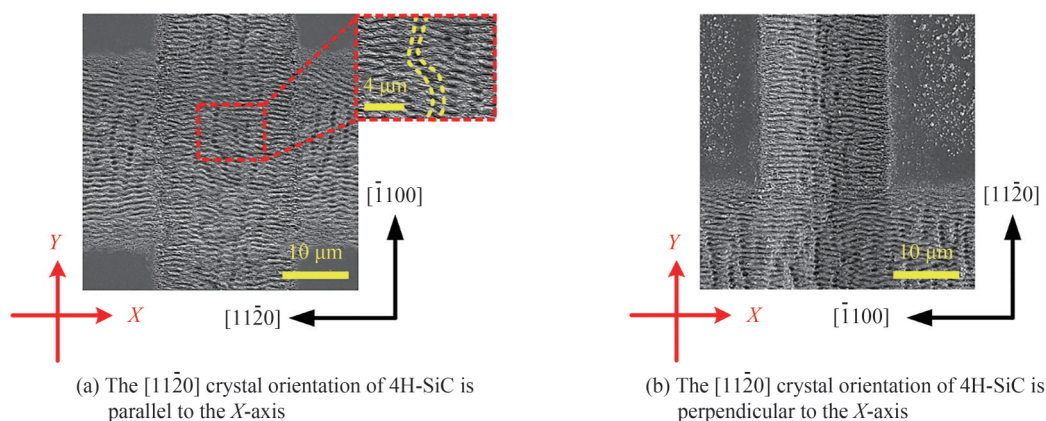 4 μm
[1̄100]
10 μm
Y
X
[112̄0]
(a) The [112̄0] crystal orientation of 4H-SiC is
parallel to the X-axis
[112̄0]
10 μm
Y
X
[1̄100]
(b) The [112̄0] crystal orientation of 4H-SiC is
perpendicular to the X-axis